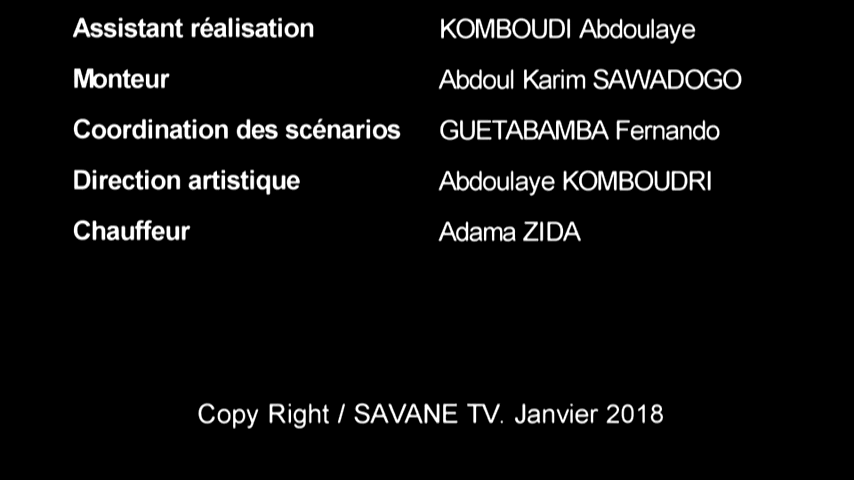 Assistant réalisation KOMBOUDI Abdoulaye
Monteur Abdoul Karim SAWADOGO
Coordination des scénarios GUETABAMBA Fernando
Direction artistique Abdoulaye KOMBOUDRI
Chauffeur Adama ZIDA
Copy Right / SAVANE TV. Janvier 2018